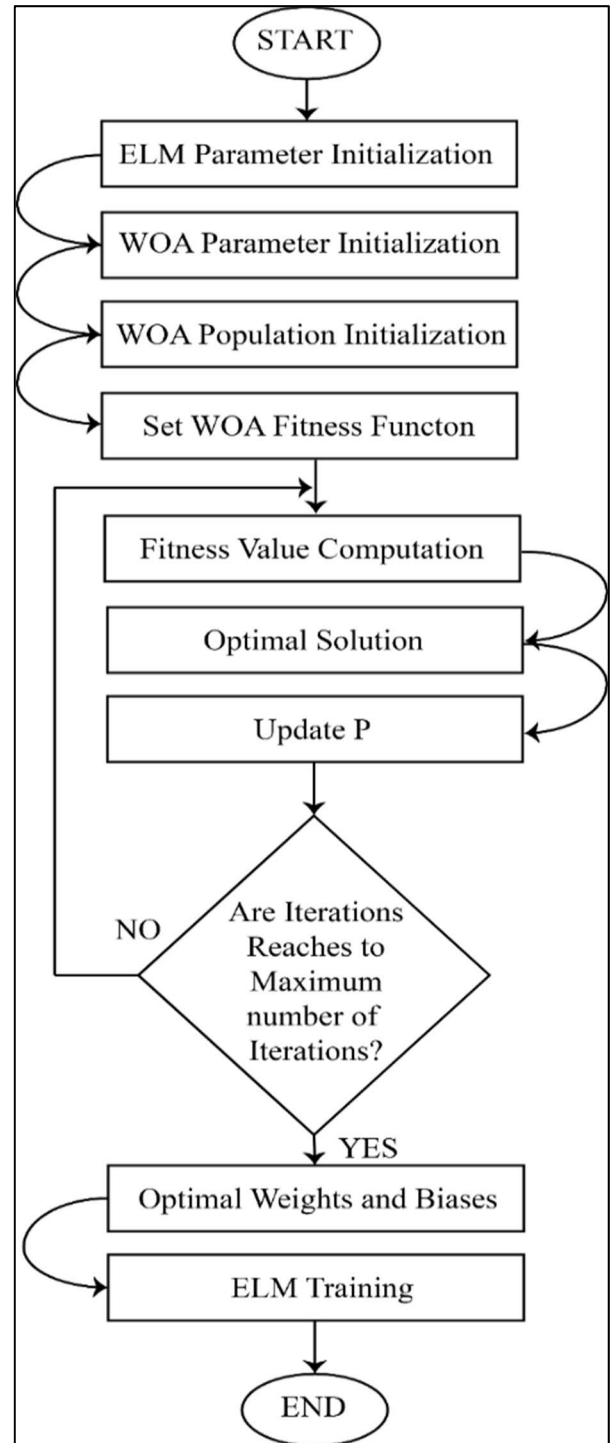 START
ELM Parameter Initialization
WOA Parameter Initialization
WOA Population Initialization
Set WOA Fitness Functon
Fitness Value Computation
Optimal Solution
Update P
NO
Are Iterations
Reaches to
Maximum
number of
Iterations?
YES
Optimal Weights and Biases
ELM Training
END